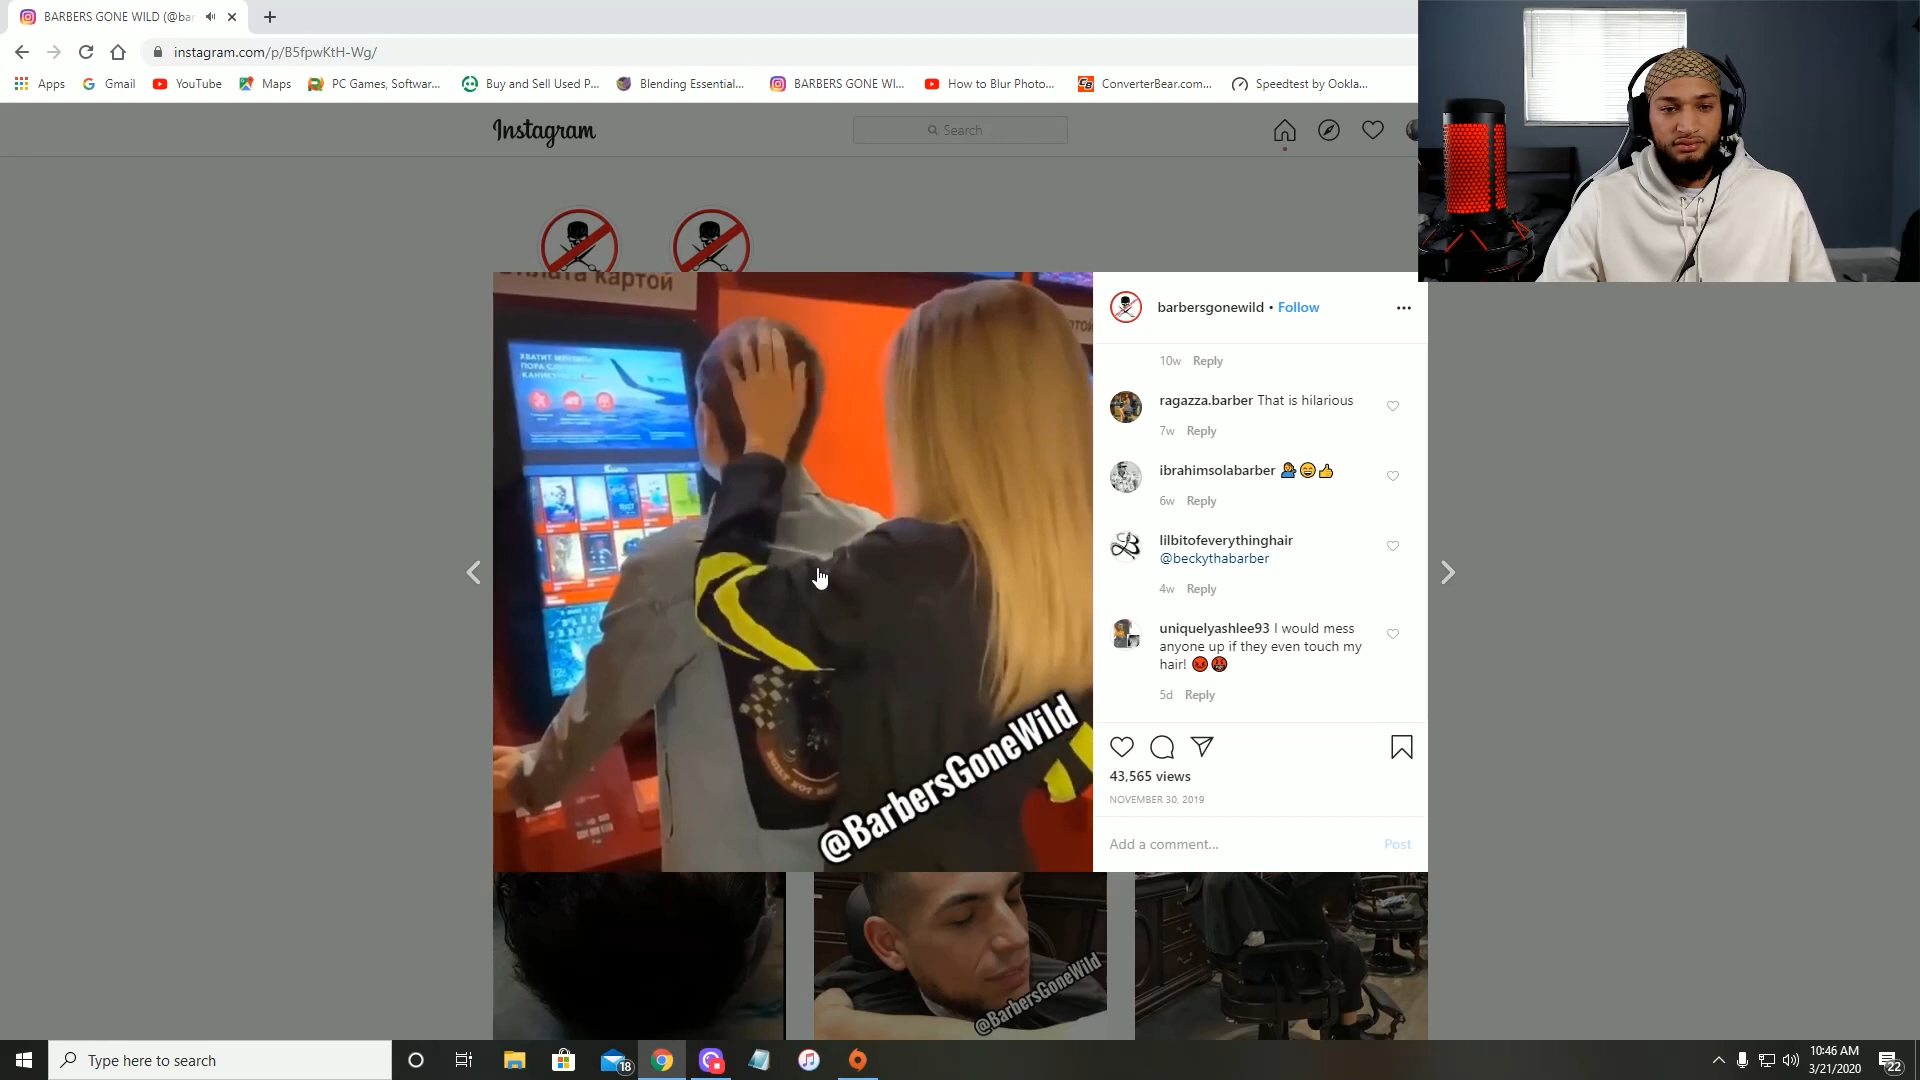 BARBERS GONE WILD (@bar
instagram.com/p/B5fpwKtH-Wg/
Apps
Gmail
YouTube
Maps
PC Games, Softwar...
Buy and Sell Used P...
Blending Essential...
BARBERS GONE WI...
How to Blur Photo...
ConverterBear.com...
Speedtest by Ookla...
Instagram
Search
картой
ХВАТИТ
ПОРА
@BarbersGoneWild
barbersgonewild • Follow
10w Reply
ragazza.barber That is hilarious
7w Reply
ibrahimsolabarber
6w Reply
lilbitofeverythinghair
@beckythabarber
4w Reply
uniquelyashlee93 I would mess
anyone up if they even touch my
hair!
5d Reply
43,565 views
NOVEMBER 30, 2019
Add a comment...
Post
@BarbersGoneWild
Type here to search
18
10:46 AM
3/21/2020
22